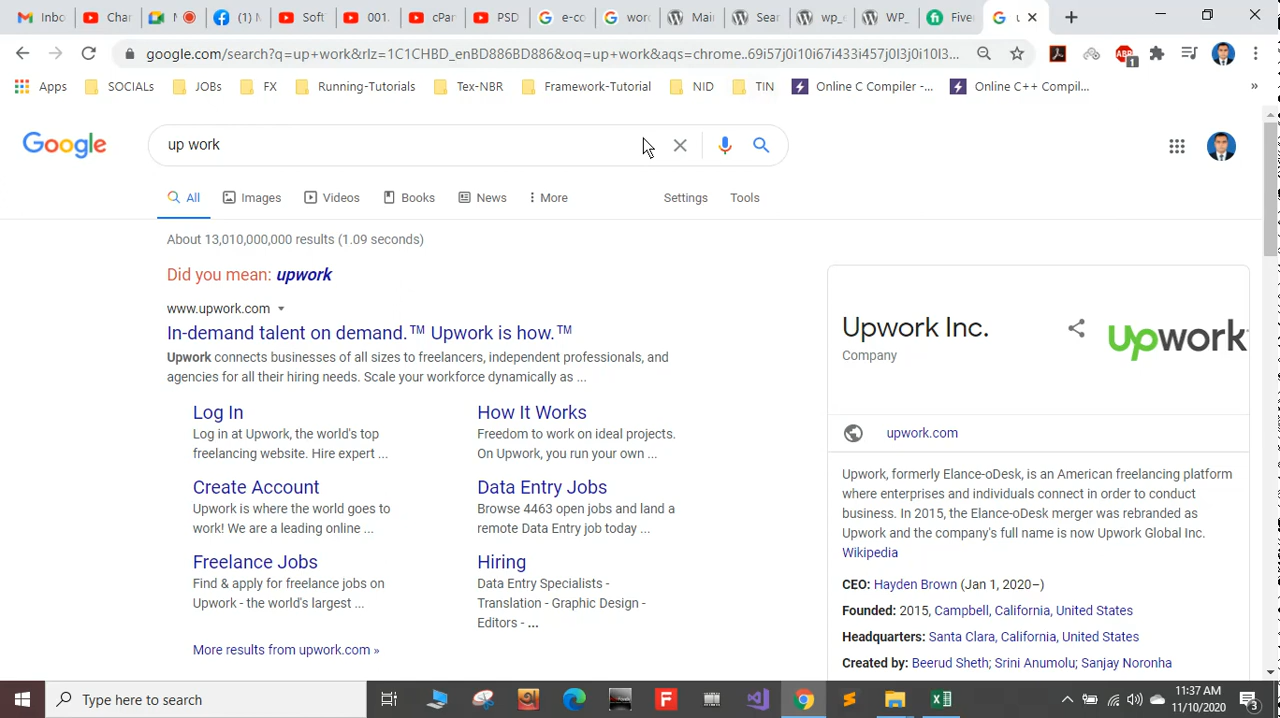 Inbo
Char
M
(1) N
Soft
001.
cPar
PSD
e-co
word
Mair
Sear
wp_
WP_
Five
u
google.com/search?q=up+work&rlz=1C1CHBD_enBD886BD886&oq=up+work&aqs=chrome..69i57j0i10i67i433i457j0l3j0i10l3...
ABP
1
Apps
SOCIALs
JOBs
FX
Running-Tutorials
Tex-NBR
Framework-Tutorial
NID
TIN
Online C Compiler -...
Online C++ Compil...
»
Google
up work
All
Images
Videos
Books
News
More
Settings
Tools
About 13,010,000,000 results (1.09 seconds)
Did you mean: upwork
www.upwork.com
In-demand talent on demand.™ Upwork is how.™
Upwork connects businesses of all sizes to freelancers, independent professionals, and
agencies for all their hiring needs. Scale your workforce dynamically as ...
Log In
Log in at Upwork, the world's top
freelancing website. Hire expert ...
How It Works
Freedom to work on ideal projects.
On Upwork, you run your own ...
Create Account
Upwork is where the world goes to
work! We are a leading online ...
Data Entry Jobs
Browse 4463 open jobs and land a
remote Data Entry job today ...
Freelance Jobs
Find & apply for freelance jobs on
Upwork - the world's largest ...
Hiring
Data Entry Specialists -
Translation - Graphic Design -
Editors - ...
More results from upwork.com »
Upwork Inc.
Company
upwork
upwork.com
Upwork, formerly Elance-oDesk, is an American freelancing platform
where enterprises and individuals connect in order to conduct
business. In 2015, the Elance-oDesk merger was rebranded as
Upwork and the company's full name is now Upwork Global Inc.
Wikipedia
CEO: Hayden Brown (Jan 1, 2020–)
Founded: 2015, Campbell, California, United States
Headquarters: Santa Clara, California, United States
Created by: Beerud Sheth; Srini Anumolu; Sanjay Noronha
Type here to search
11:37 AM
11/10/2020
3